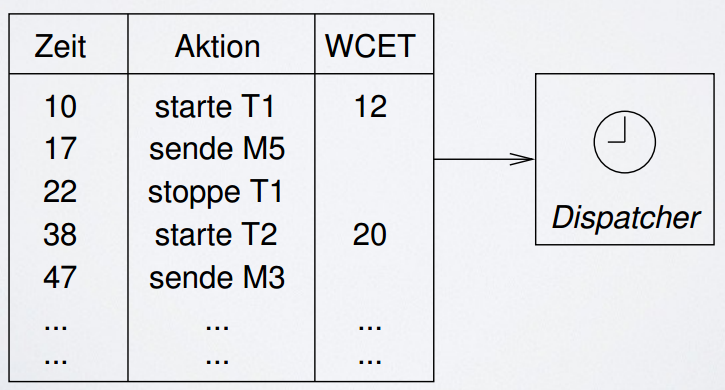 Zeit Aktion WCET
10 starte T1 12
17 sende M5
22 stoppe T1
38 starte T2 20
47 sende M3
... ... ...
... ... ...
Dispatcher